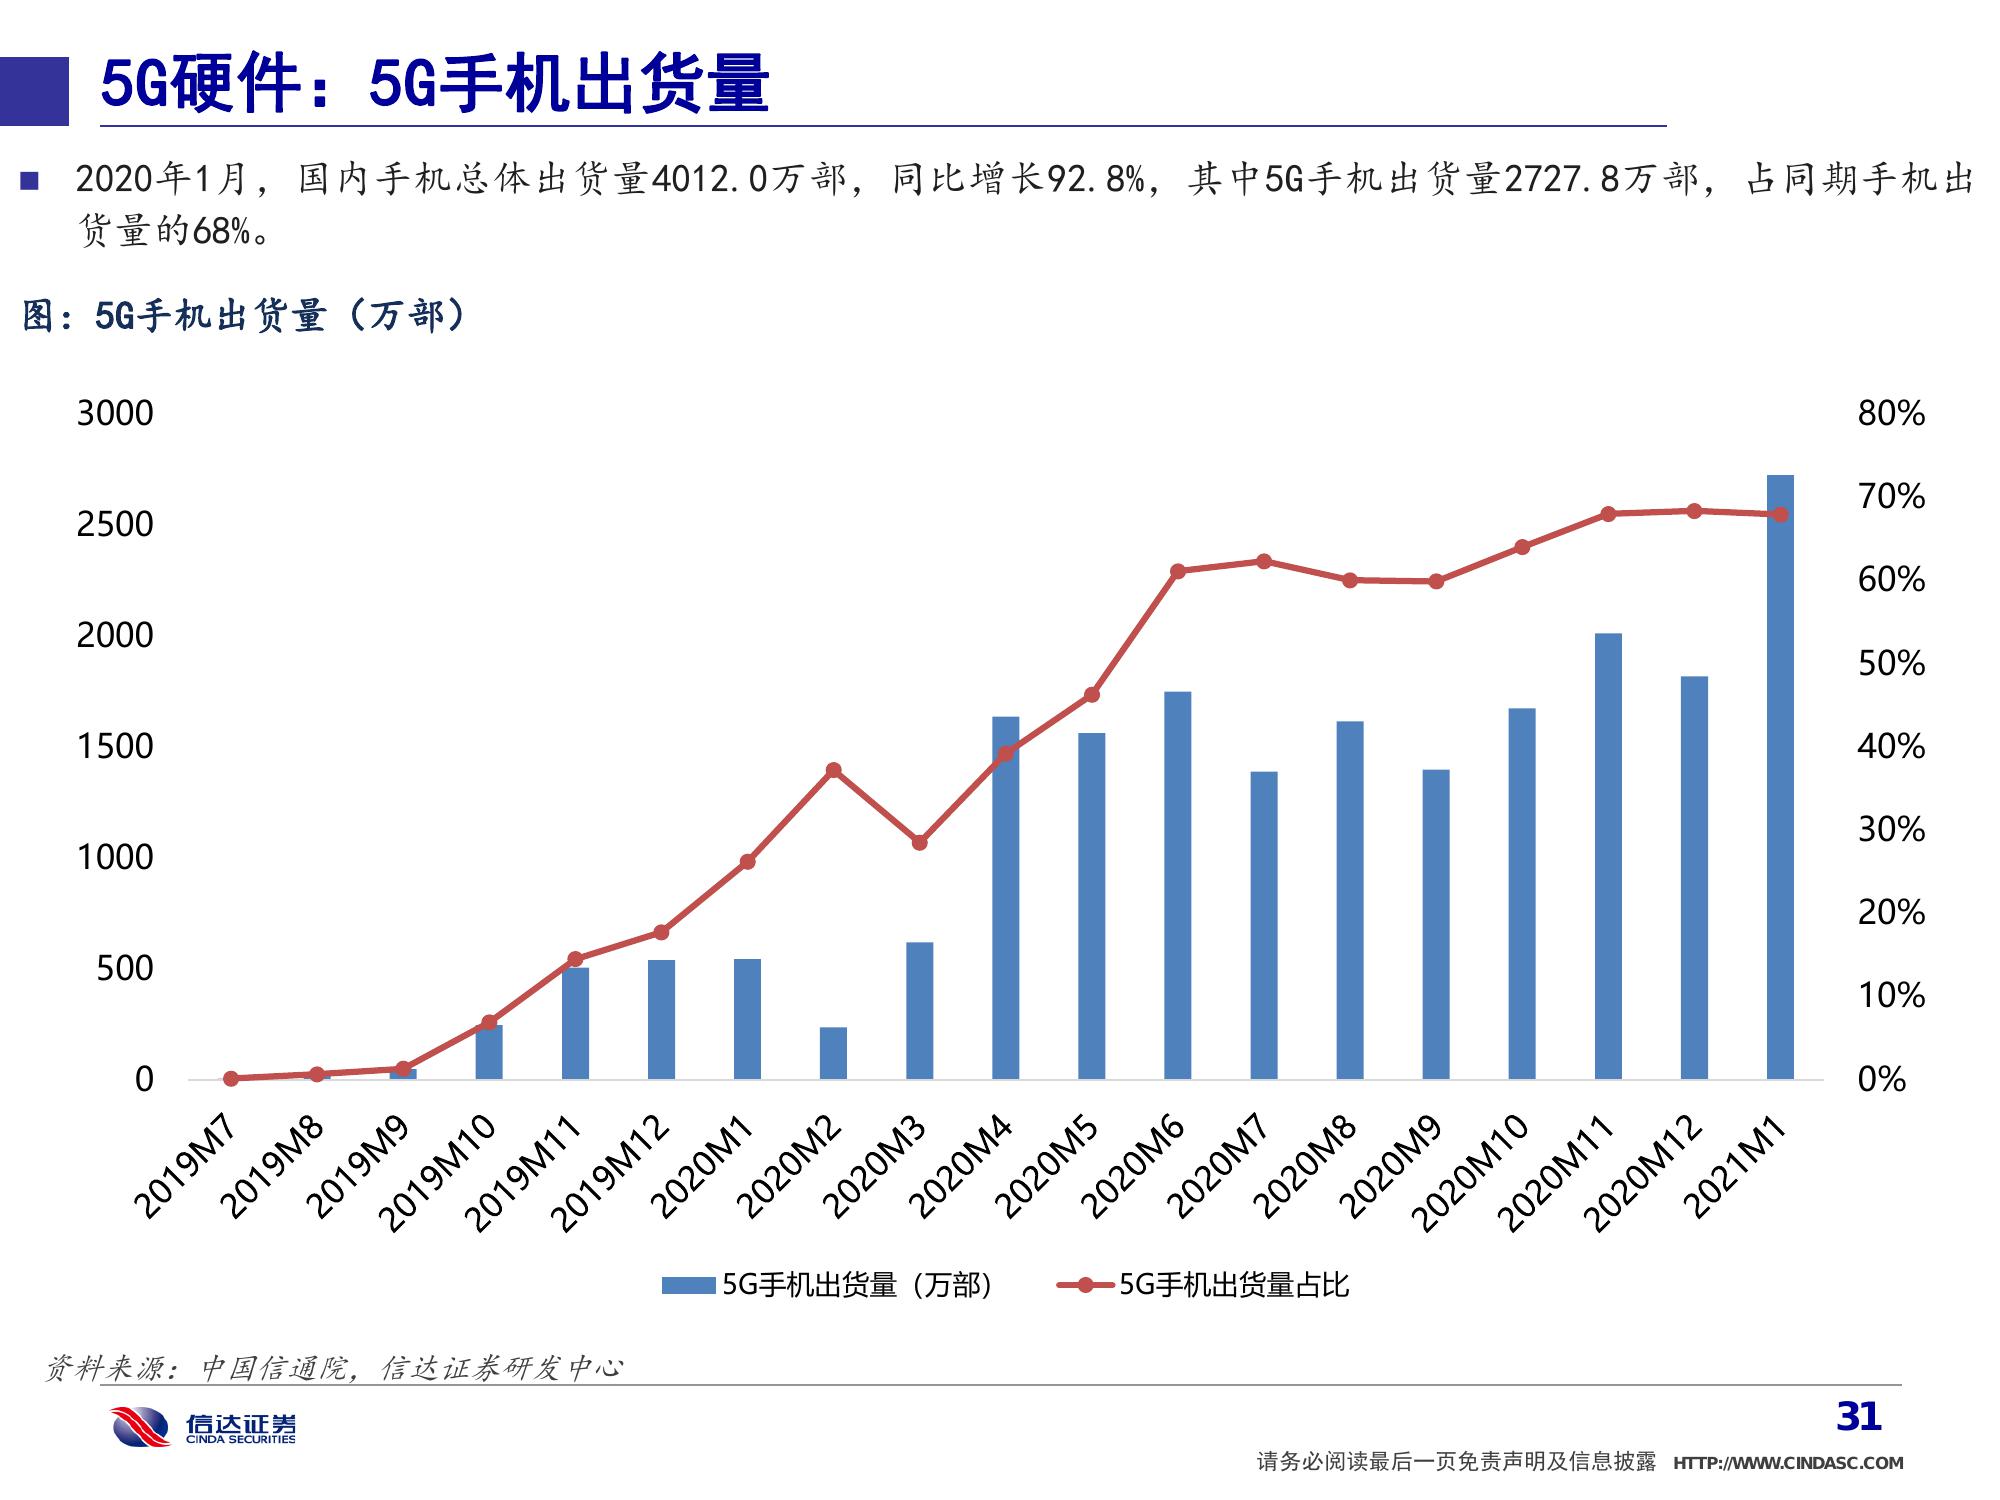 5G硬件：5G手机出货量
2020年1月，国内手机总体出货量4012.0万部，同比增长92.8%，其中5G手机出货量2727.8万部，占同期手机出
货量的68%。
图：5G手机出货量（万部）
3000
2500
2000
1500
1000
500
0
80%
70%
60%
50%
40%
30%
20%
10%
0%
2019M7
2019M8
2019M9
2019M10
2019M11
2019M12
2020M1
2020M2
2020M3
2020M4
2020M5
2020M6
2020M7
2020M8
2020M9
2020M10
2020M11
2020M12
2021M1
5G手机出货量（万部） 5G手机出货量占比
资料来源：中国信通院，信达证券研发中心
信达证券
CINDA SECURITIES
31
请务必阅读最后一页免责声明及信息披露 HTTP://WWW.CINDASC.COM